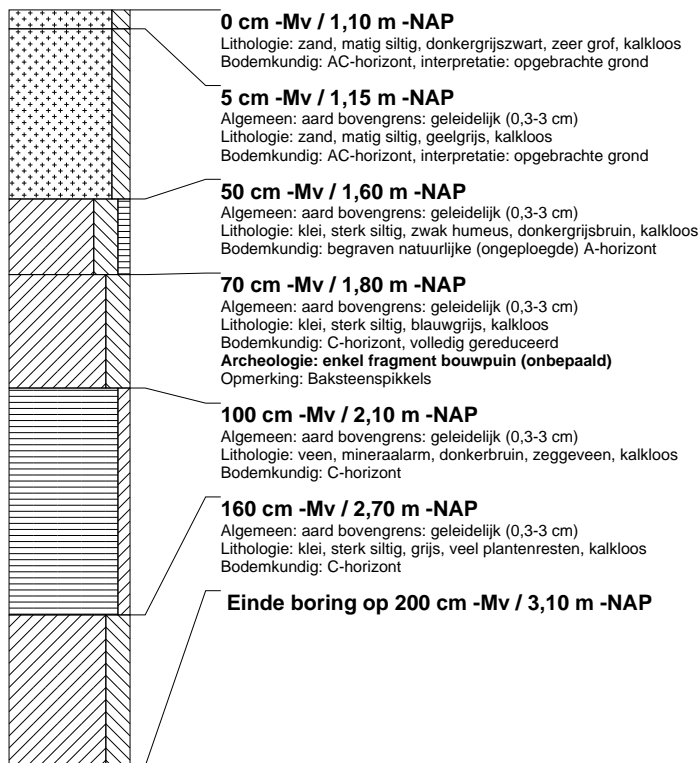 0 cm -Mv / 1,10 m -NAP
Lithologie: zand, matig siltig, donkergrijszwart, zeer grof, kalkloos
Bodemkundig: AC-horizont, interpretatie: opgebrachte grond
5 cm -Mv / 1,15 m -NAP
Algemeen: aard bovengrens: geleidelijk (0,3-3 cm)
Lithologie: zand, matig siltig, geelgrijs, kalkloos
Bodemkundig: AC-horizont, interpretatie: opgebrachte grond
50 cm -Mv / 1,60 m -NAP
Algemeen: aard bovengrens: geleidelijk (0,3-3 cm)
Lithologie: klei, sterk siltig, zwak humeus, donkergrijsbruin, kalkloos
Bodemkundig: begraven natuurlijke (ongeploegde) A-horizont
70 cm -Mv / 1,80 m -NAP
Algemeen: aard bovengrens: geleidelijk (0,3-3 cm)
Lithologie: klei, sterk siltig, blauwgrijs, kalkloos
Bodemkundig: C-horizont, volledig gereduceerd
Archeologie: enkel fragment bouwpuin (onbepaald)
Opmerking: Baksteenspikkels
100 cm -Mv / 2,10 m -NAP
Algemeen: aard bovengrens: geleidelijk (0,3-3 cm)
Lithologie: veen, mineraalarm, donkerbruin, zeggeveen, kalkloos
Bodemkundig: C-horizont
160 cm -Mv / 2,70 m -NAP
Algemeen: aard bovengrens: geleidelijk (0,3-3 cm)
Lithologie: klei, sterk siltig, grijs, veel plantenresten, kalkloos
Bodemkundig: C-horizont
Einde boring op 200 cm -Mv / 3,10 m -NAP